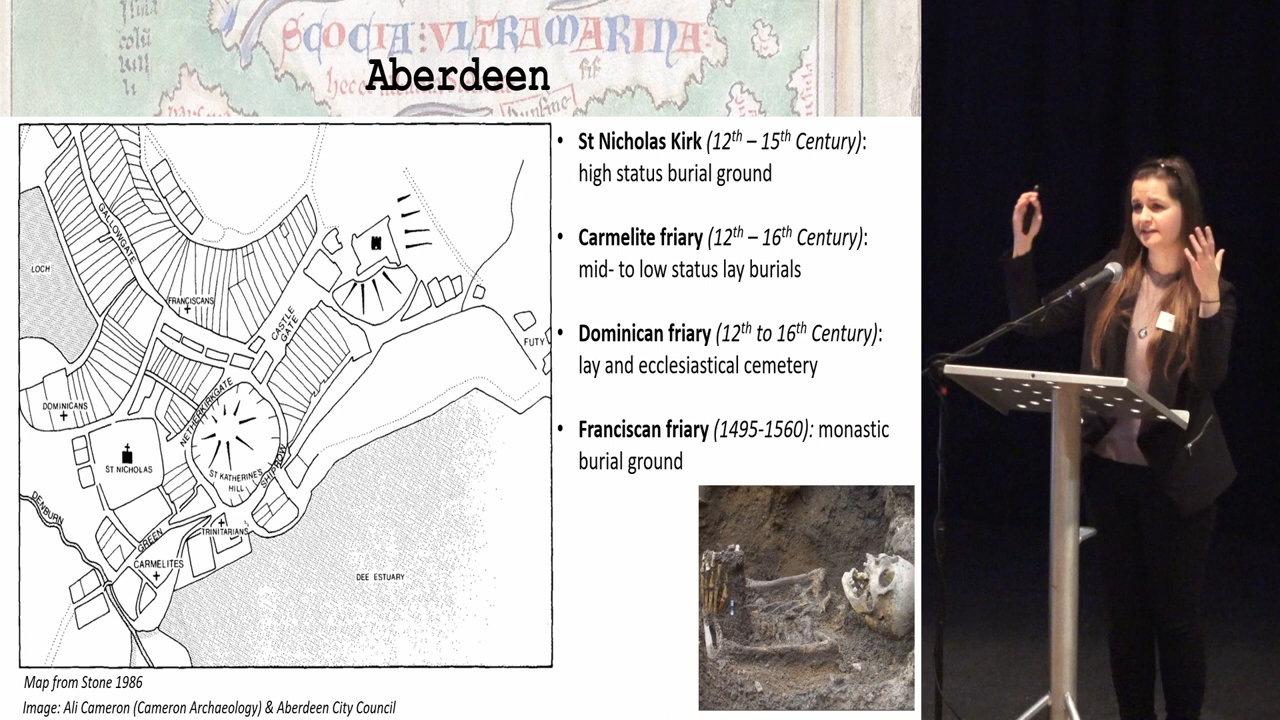 SCOCIA : VLTRAMARINA :
Aberdeen
• St Nicholas Kirk (12th – 15th Century):
high status burial ground
• Carmelite friary (12th – 16th Century):
mid- to low status lay burials
• Dominican friary (12th to 16th Century):
lay and ecclesiastical cemetery
• Franciscan friary (1495-1560): monastic
burial ground
GALLOWGATE
LOCH
FRANCISCANS
CASTLE
GATE
FUTY
DOMINICANS
NETHERKIRKGATE
ST NICHOLAS
ST KATHERINE'S
HILL
SHIPROW
DENBURN
GREEN
TRINITARIANS
CARMELITES
DEE ESTUARY
Map from Stone 1986
Image: Ali Cameron (Cameron Archaeology) & Aberdeen City Council